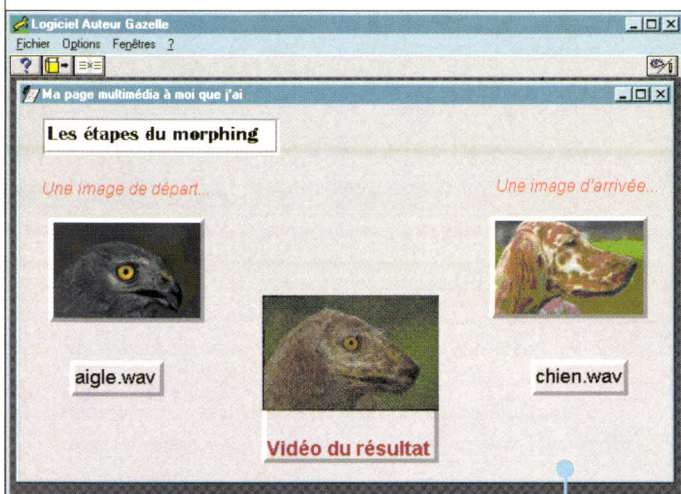 Logiciel Auteur Gazelle
Fichier Options Fenêtres ?
Ma page multimédia à moi que j'ai
Les étapes du morphing
Une image de départ...
Une image d'arrivée...
aigle.wav
chien.wav
Vidéo du résultat